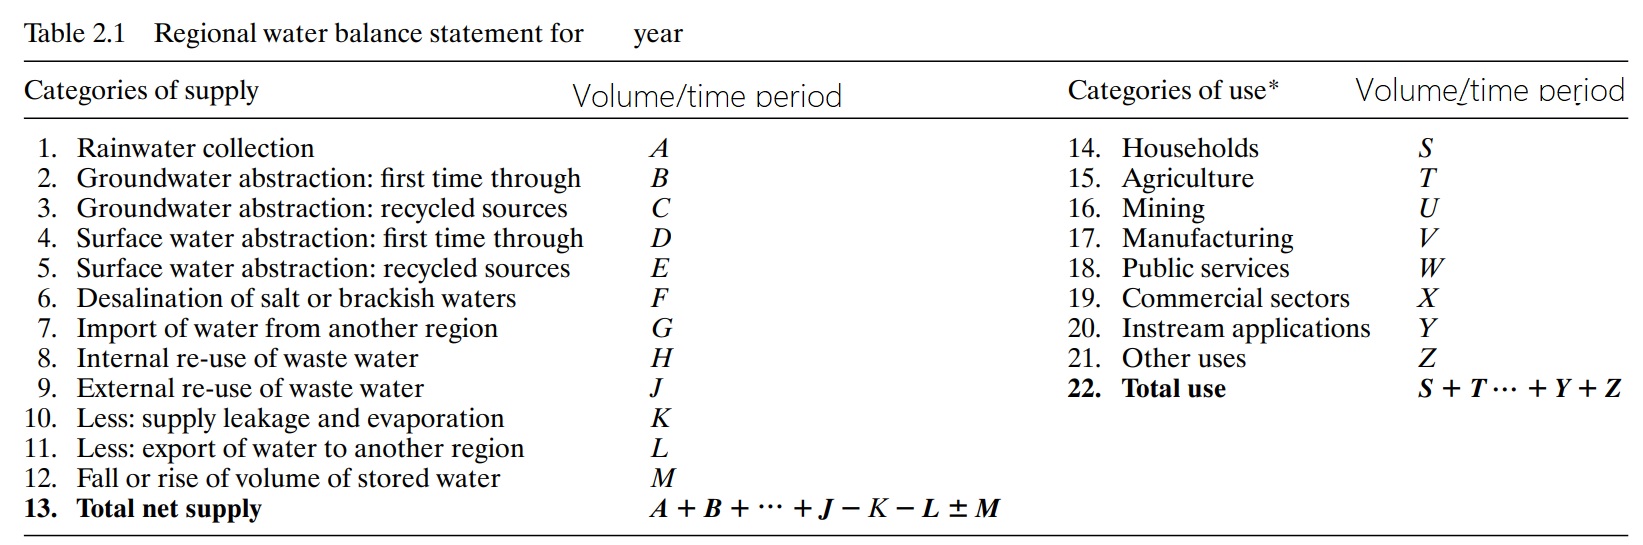 Table 2.1 Regional water balance statement for year
Categories of supply Volume/time period Categories of use* Volume/time period
1. Rainwater collection A 14. Households S
2. Groundwater abstraction: first time through B 15. Agriculture T
3. Groundwater abstraction: recycled sources C 16. Mining U
4. Surface water abstraction: first time through D 17. Manufacturing V
5. Surface water abstraction: recycled sources E 18. Public services W
6. Desalination of salt or brackish waters F 19. Commercial sectors X
7. Import of water from another region G 20. Instream applications Y
8. Internal re-use of waste water H 21. Other uses Z
9. External re-use of waste water J 22. Total use S + T ··· + Y + Z
10. Less: supply leakage and evaporation K
11. Less: export of water to another region L
12. Fall or rise of volume of stored water M
13. Total net supply A + B + ··· + J − K − L ± M